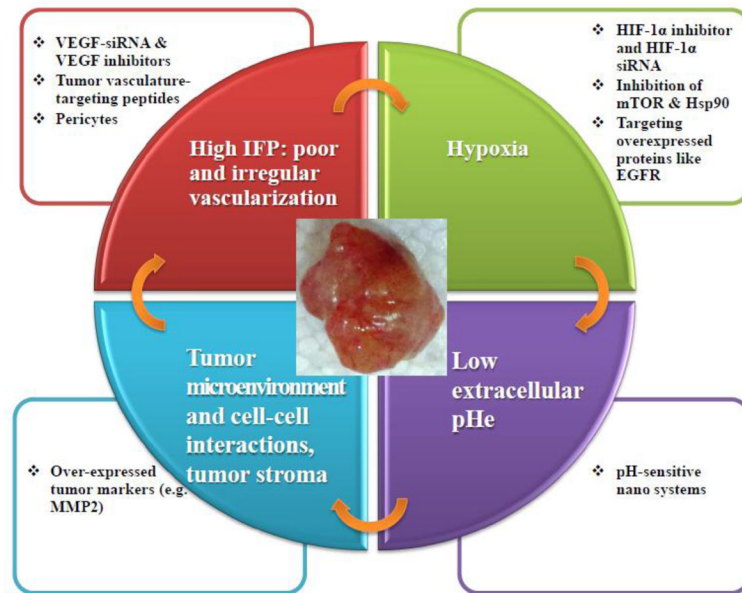 ❖ VEGF-siRNA &
VEGF inhibitors
❖ Tumor vasculature-
targeting peptides
❖ Pericytes
❖ HIF-1α inhibitor
and HIF-1α
siRNA
❖ Inhibition of
mTOR & Hsp90
❖ Targeting
overexpressed
proteins like
EGFR
High IFP: poor
and irregular
vascularization
Hypoxia
Tumor
microenvironment
and cell-cell
interactions,
tumor stroma
Low
extracellular
pHe
❖ Over-expressed
tumor markers (e.g.
MMP2)
❖ pH-sensitive
nano systems